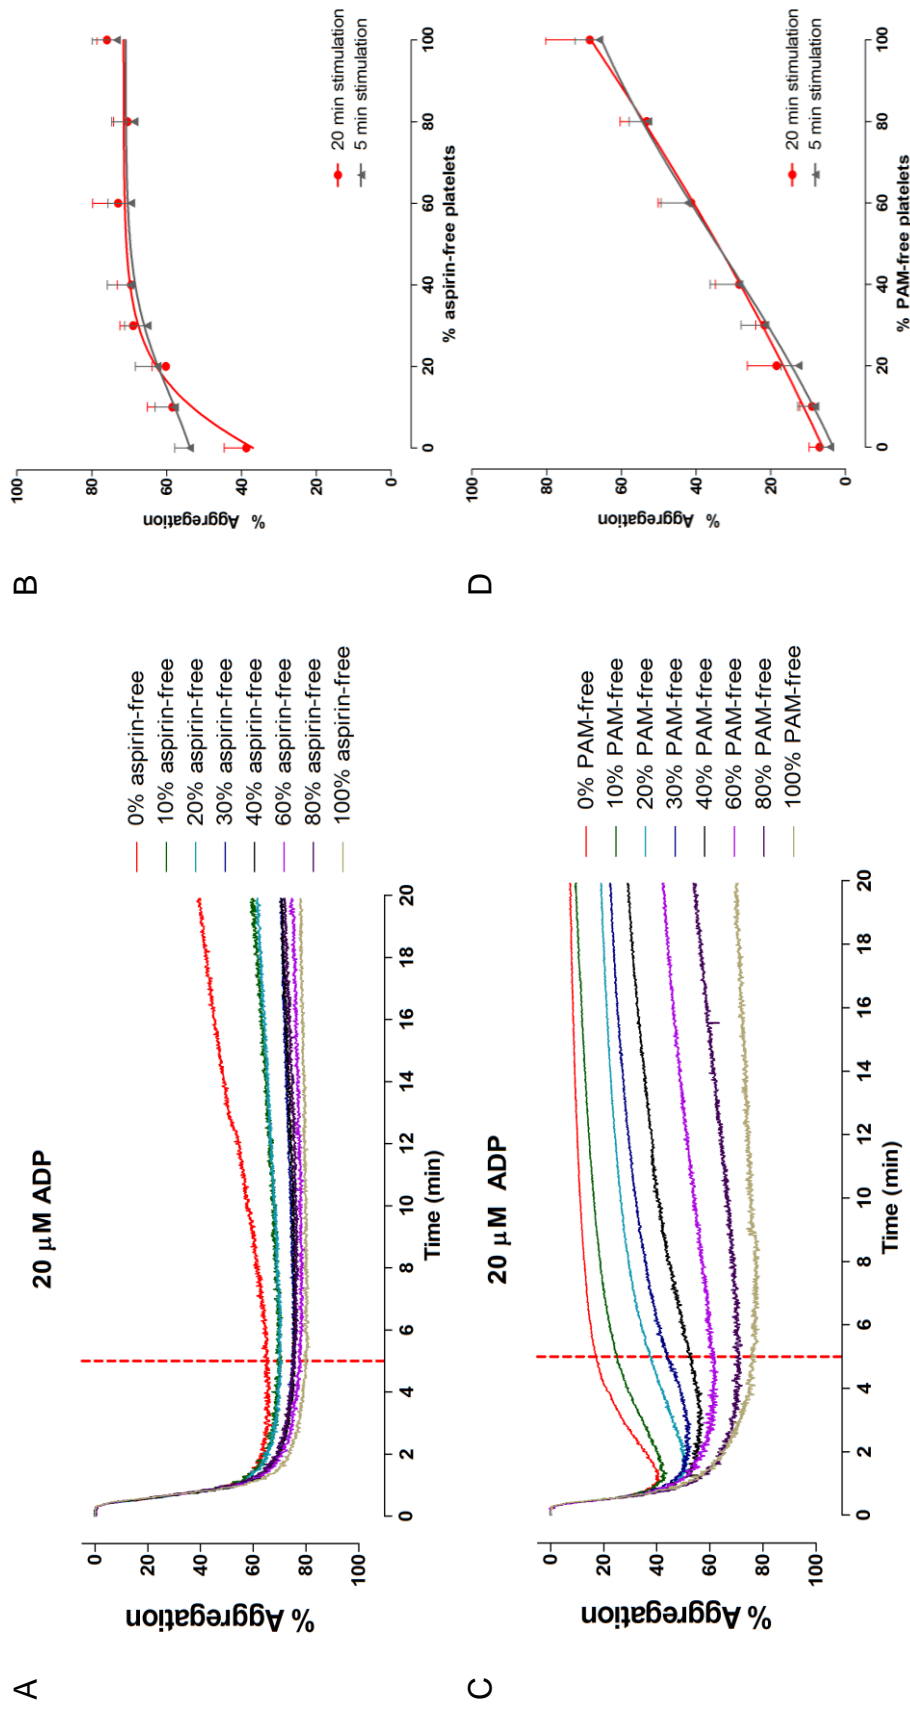 A
20 μM ADP
% Aggregation
0
20
40
60
80
100
0 2 4 6 8 10 12 14 16 18 20
Time (min)
0% aspirin-free
10% aspirin-free
20% aspirin-free
30% aspirin-free
40% aspirin-free
60% aspirin-free
80% aspirin-free
100% aspirin-free
B
% Aggregation
100
80
60
40
20
0
0 20 40 60 80 100
% aspirin-free platelets
20 min stimulation
5 min stimulation
C
20 μM ADP
% Aggregation
0
20
40
60
80
100
0 2 4 6 8 10 12 14 16 18 20
Time (min)
0% PAM-free
10% PAM-free
20% PAM-free
30% PAM-free
40% PAM-free
60% PAM-free
80% PAM-free
100% PAM-free
D
% Aggregation
100
80
60
40
20
0
0 20 40 60 80 100
% PAM-free platelets
20 min stimulation
5 min stimulation